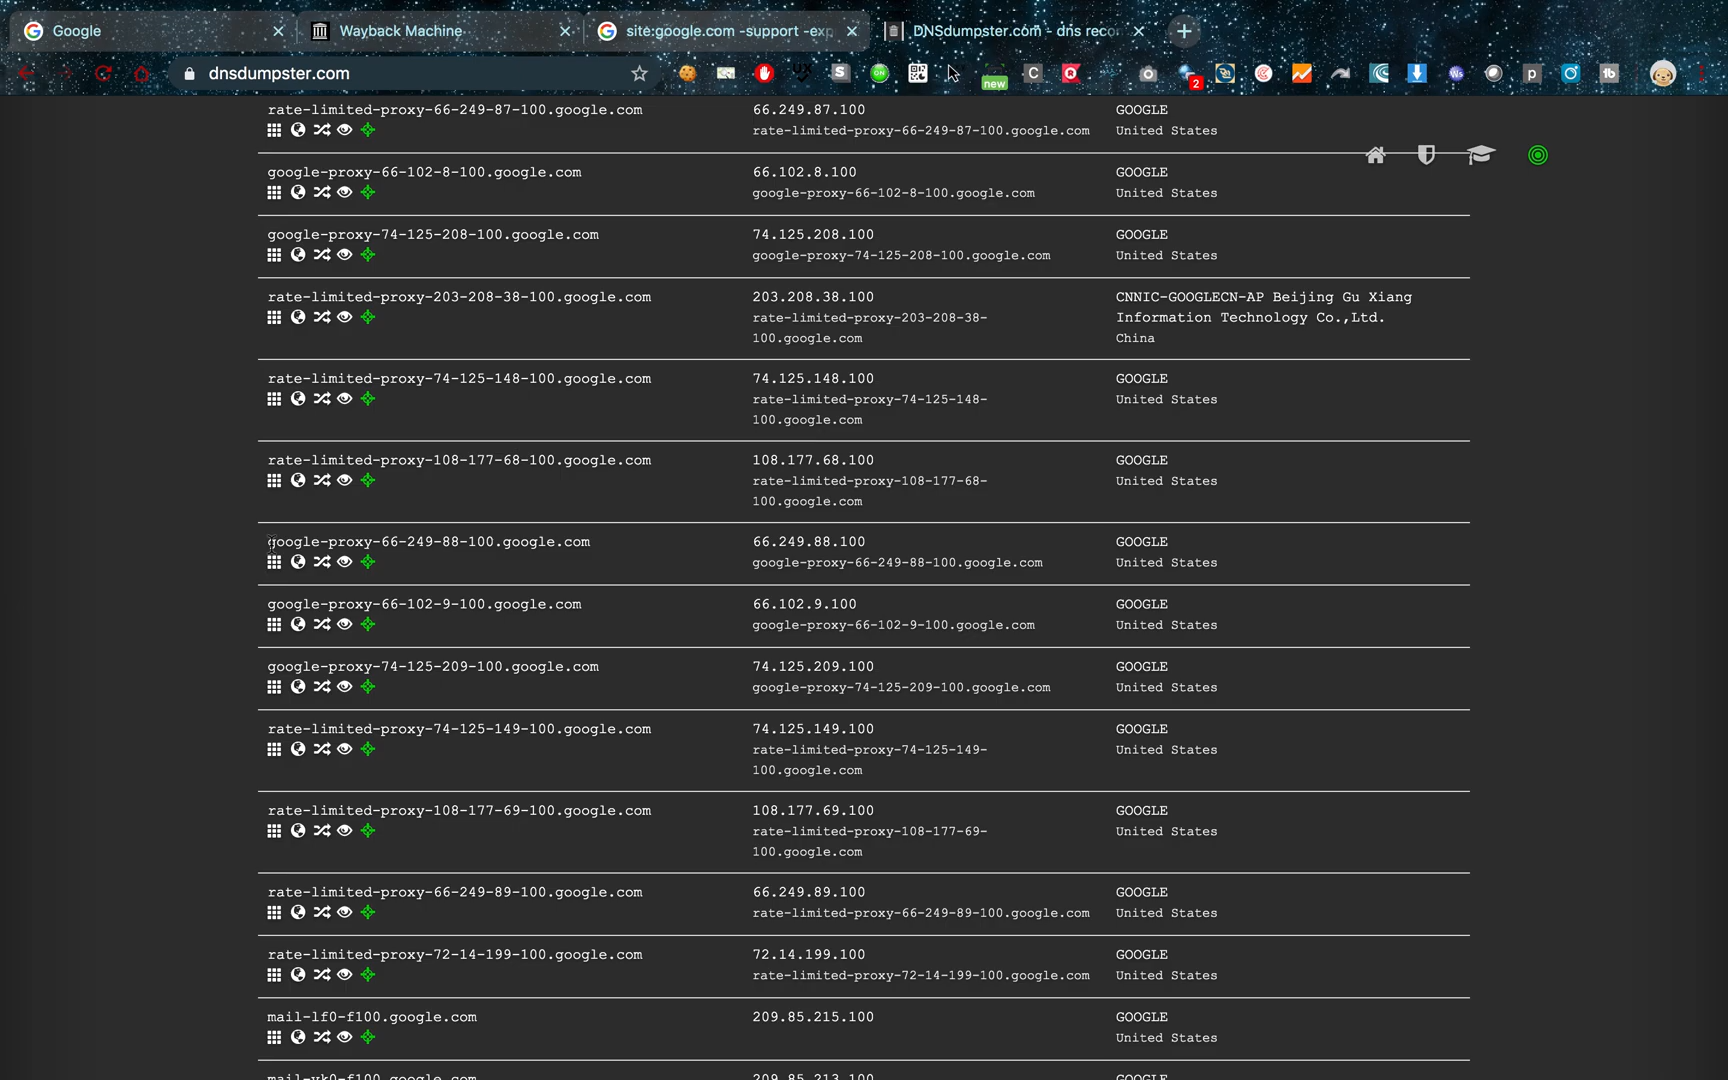 Google
Wayback Machine
site:google.com -support -exp
DNSdumpster.com - dns reco
dnsdumpster.com
S
ON
new
C
R
2
Ws
p
tb
rate-limited-proxy-66-249-87-100.google.com 66.249.87.100 GOOGLE
rate-limited-proxy-66-249-87-100.google.com United States
google-proxy-66-102-8-100.google.com 66.102.8.100 GOOGLE
google-proxy-66-102-8-100.google.com United States
google-proxy-74-125-208-100.google.com 74.125.208.100 GOOGLE
google-proxy-74-125-208-100.google.com United States
rate-limited-proxy-203-208-38-100.google.com 203.208.38.100 CNNIC-GOOGLECN-AP Beijing Gu Xiang
rate-limited-proxy-203-208-38- Information Technology Co.,Ltd.
100.google.com China
rate-limited-proxy-74-125-148-100.google.com 74.125.148.100 GOOGLE
rate-limited-proxy-74-125-148- United States
100.google.com
rate-limited-proxy-108-177-68-100.google.com 108.177.68.100 GOOGLE
rate-limited-proxy-108-177-68- United States
100.google.com
google-proxy-66-249-88-100.google.com 66.249.88.100 GOOGLE
google-proxy-66-249-88-100.google.com United States
google-proxy-66-102-9-100.google.com 66.102.9.100 GOOGLE
google-proxy-66-102-9-100.google.com United States
google-proxy-74-125-209-100.google.com 74.125.209.100 GOOGLE
google-proxy-74-125-209-100.google.com United States
rate-limited-proxy-74-125-149-100.google.com 74.125.149.100 GOOGLE
rate-limited-proxy-74-125-149- United States
100.google.com
rate-limited-proxy-108-177-69-100.google.com 108.177.69.100 GOOGLE
rate-limited-proxy-108-177-69- United States
100.google.com
rate-limited-proxy-66-249-89-100.google.com 66.249.89.100 GOOGLE
rate-limited-proxy-66-249-89-100.google.com United States
rate-limited-proxy-72-14-199-100.google.com 72.14.199.100 GOOGLE
rate-limited-proxy-72-14-199-100.google.com United States
mail-lf0-f100.google.com 209.85.215.100 GOOGLE
United States
mail-vk0-f100.google.com 209.85.213.100 GOOGLE